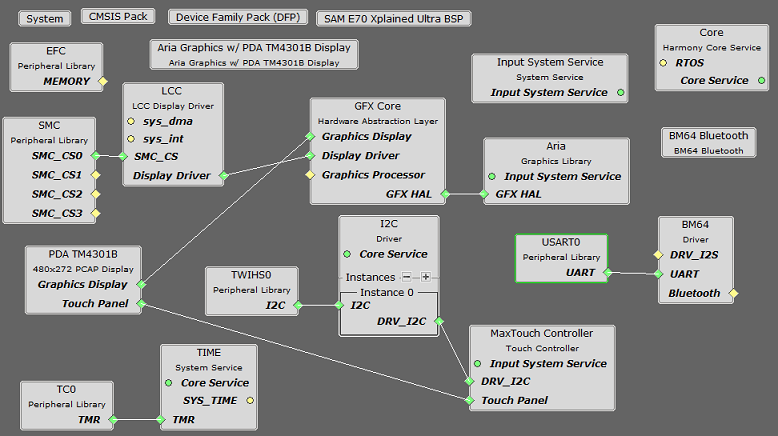 System
CMSIS Pack
Device Family Pack (DFP)
SAM E70 Xplained Ultra BSP
EFC
Peripheral Library
MEMORY
Aria Graphics w/ PDA TM4301B Display
Aria Graphics w/ PDA TM4301B Display
Input System Service
System Service
Input System Service
Core
Harmony Core Service
RTOS
Core Service
LCC
LCC Display Driver
sys_dma
sys_int
SMC_CS
Display Driver
SMC
Peripheral Library
SMC_CS0
SMC_CS1
SMC_CS2
SMC_CS3
GFX Core
Hardware Abstraction Layer
Graphics Display
Display Driver
Graphics Processor
GFX HAL
Aria
Graphics Library
Input System Service
GFX HAL
BM64 Bluetooth
BM64 Bluetooth
PDA TM4301B
480x272 PCAP Display
Graphics Display
Touch Panel
TWIHS0
Peripheral Library
I2C
I2C
Driver
Core Service
Instances
Instance 0
I2C
DRV_I2C
USART0
Peripheral Library
UART
BM64
Driver
DRV_I2S
UART
Bluetooth
MaxTouch Controller
Touch Controller
Input System Service
DRV_I2C
Touch Panel
TIME
System Service
Core Service
SYS_TIME
TMR
TC0
Peripheral Library
TMR